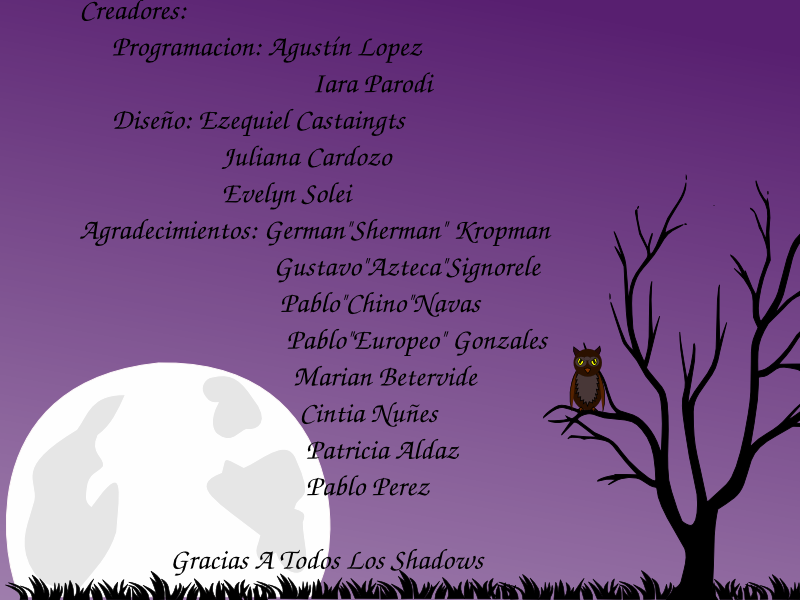 Creadores:
Programacion: Agustín Lopez
Iara Parodi
Diseño: Ezequiel Castaingts
Juliana Cardozo
Evelyn Solei
Agradecimientos: German"Sherman" Kropman
Gustavo"Azteca"Signorele
Pablo"Chino"Navas
Pablo"Europeo" Gonzales
Marian Betervide
Cintia Nuñes
Patricia Aldaz
Pablo Perez
Gracias A Todos Los Shadows